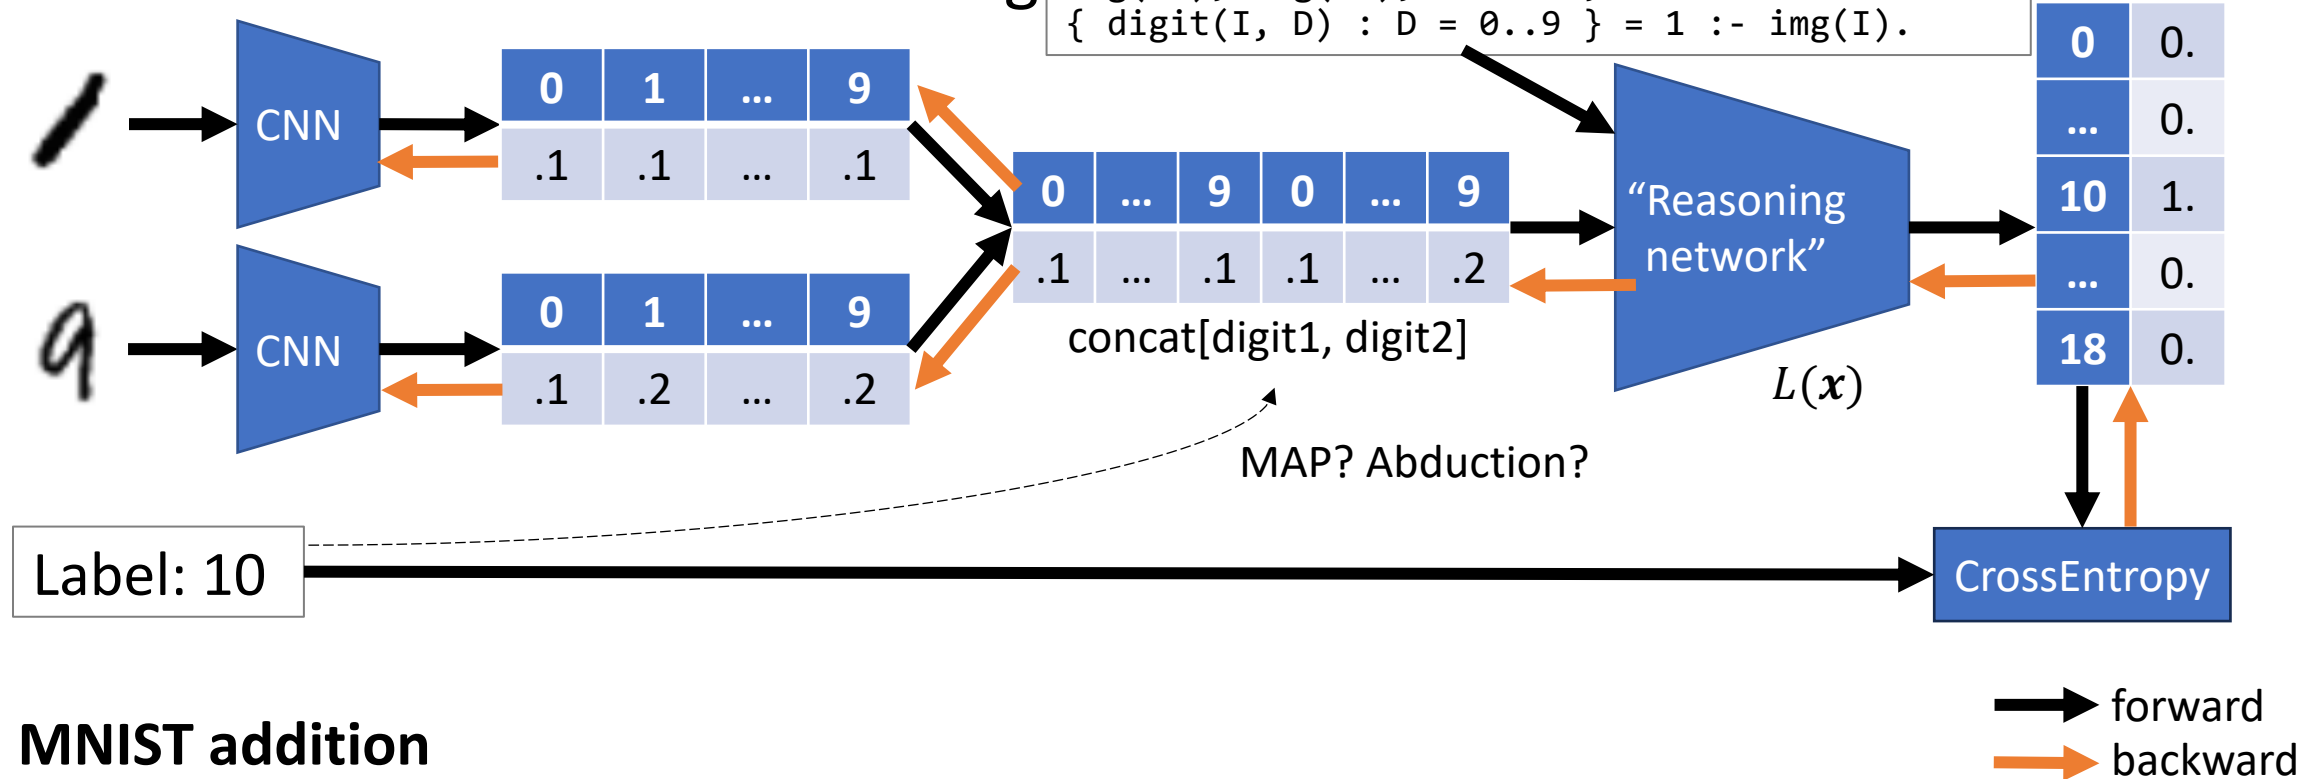 { digit(I, D) : D = 0..9 } = 1 :- img(I).
CNN
0 1 ... 9
.1 .1 ... .1
CNN
0 1 ... 9
.1 .2 ... .2
0 ... 9 0 ... 9
.1 ... .1 .1 ... .2
concat[digit1, digit2]
“Reasoning
network”
L(x)
0 0.
... 0.
10 1.
... 0.
18 0.
MAP? Abduction?
Label: 10
CrossEntropy
MNIST addition
forward
backward
1
9